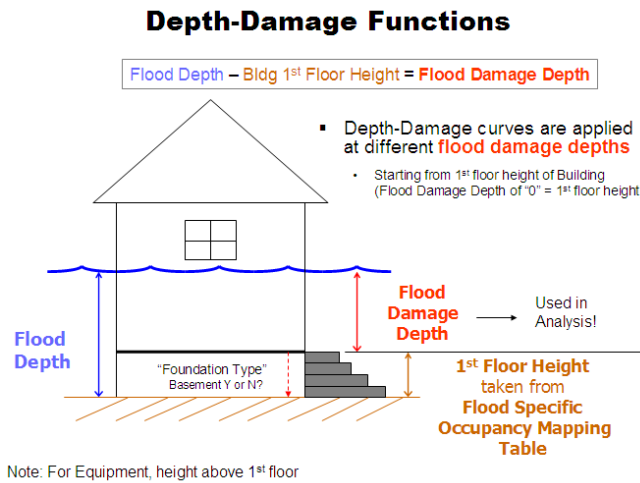 Depth-Damage Functions
Flood Depth – Bldg 1st Floor Height = Flood Damage Depth
▪ Depth-Damage curves are applied
at different flood damage depths
• Starting from 1st floor height of Building
(Flood Damage Depth of “0” = 1st floor height
Flood
Damage
Depth
Used in
Analysis!
Flood
Depth
“Foundation Type”
Basement Y or N?
1st Floor Height
taken from
Flood Specific
Occupancy Mapping
Table
Note: For Equipment, height above 1st floor